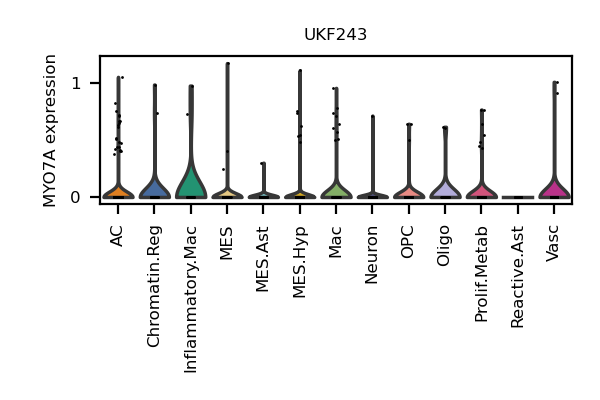 UKF243
MYO7A expression
1
0
AC
Chromatin.Reg
Inflammatory.Mac
MES
MES.Ast
MES.Hyp
Mac
Neuron
OPC
Oligo
Prolif.Metab
Reactive.Ast
Vasc